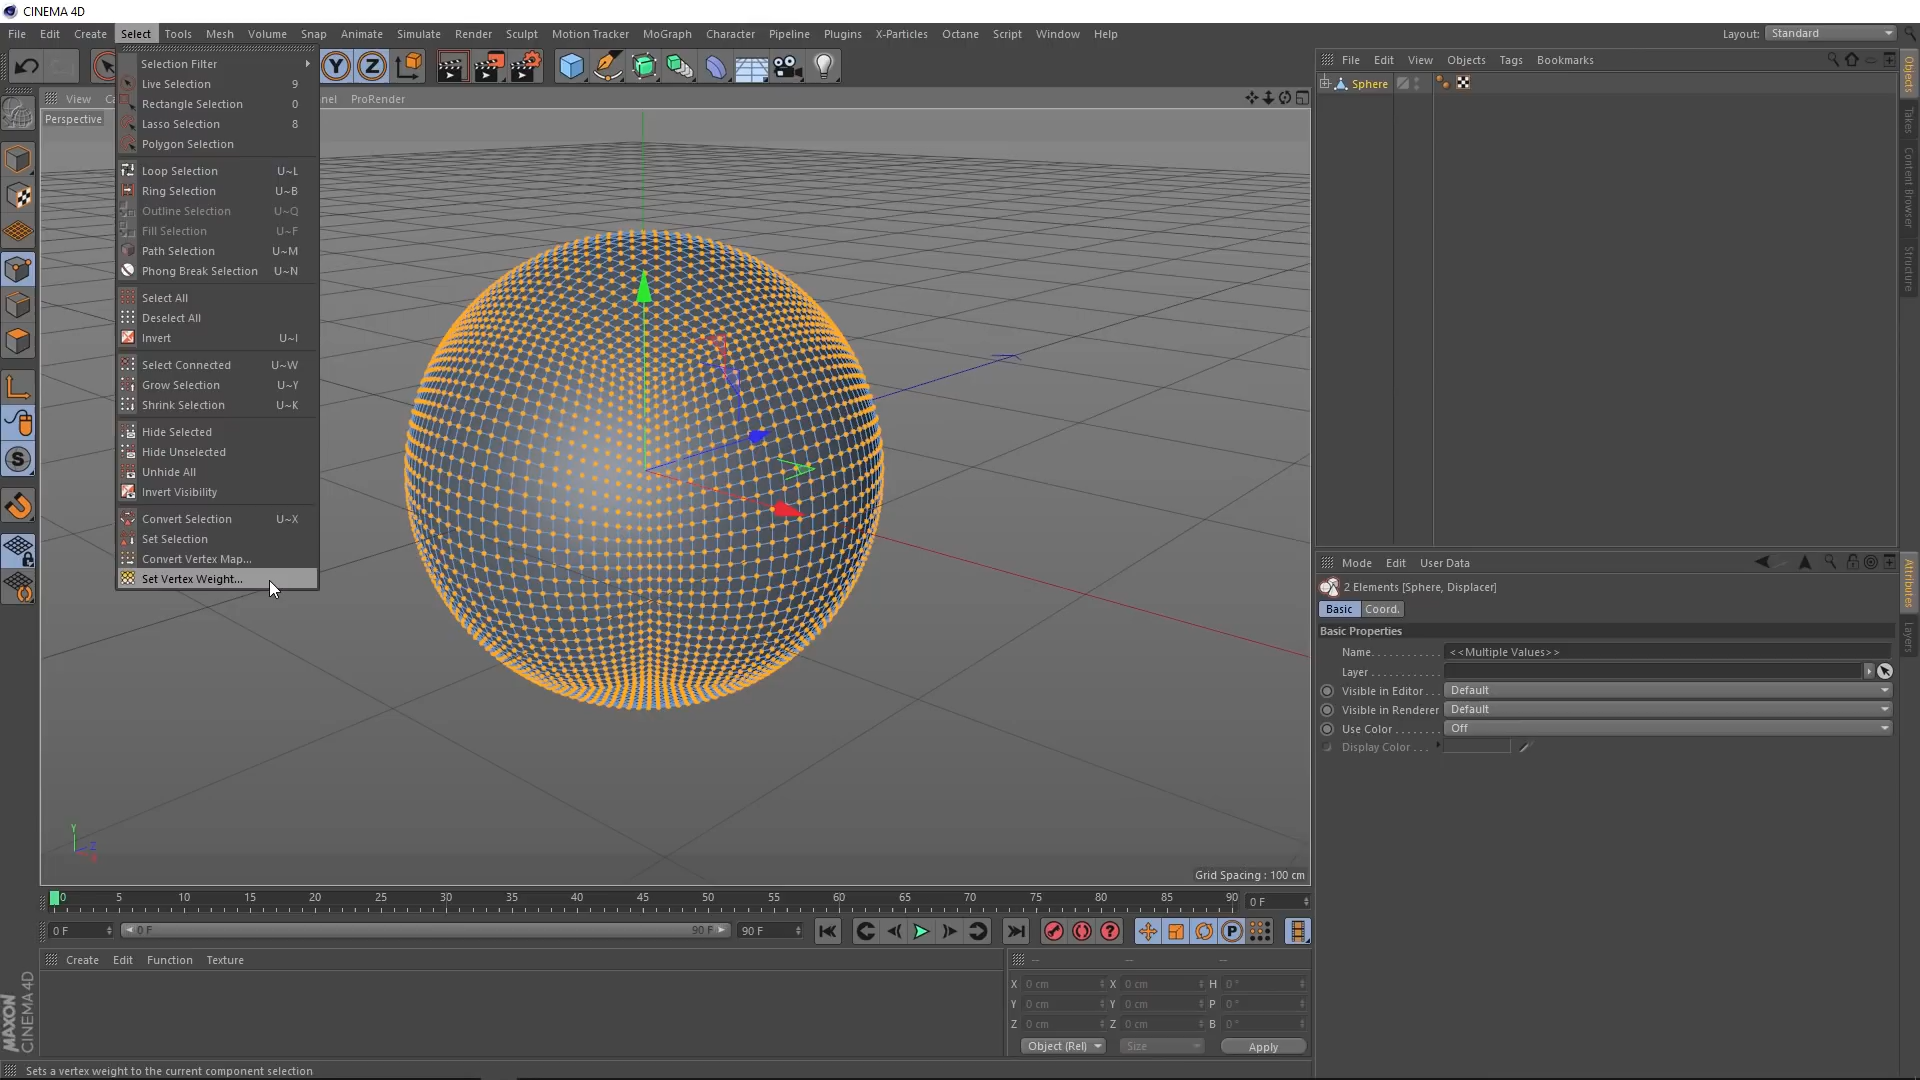 CINEMA 4D
File Edit Create Select Tools Mesh Volume Snap Animate Simulate Render Sculpt Motion Tracker MoGraph Character Pipeline Plugins X-Particles Octane Script Window Help
Layout: Standard
View
ProRender
Perspective
Selection Filter
Live Selection 9
Rectangle Selection 0
Lasso Selection 8
Polygon Selection
Loop Selection U~L
Ring Selection U~B
Outline Selection U~Q
Fill Selection U~F
Path Selection U~M
Phong Break Selection U~N
Select All
Deselect All
Invert U~I
Select Connected U~W
Grow Selection U~Y
Shrink Selection U~K
Hide Selected
Hide Unselected
Unhide All
Invert Visibility
Convert Selection U~X
Set Selection
Convert Vertex Map...
Set Vertex Weight...
Y
Z
X
Grid Spacing : 100 cm
File Edit View Objects Tags Bookmarks
Sphere
Objects
Takes
Content Browser
Structure
Mode Edit User Data
2 Elements [Sphere, Displacer]
Basic Coord.
Basic Properties
Name. . . . . . . . . . . . <<Multiple Values>>
Layer . . . . . . . . . . . .
Visible in Editor . . . Default
Visible in Renderer Default
Use Color . . . . . . . . Off
Display Color . . .
Attributes
Layers
0 5 10 15 20 25 30 35 40 45 50 55 60 65 70 75 80 85 90 0 F
0 F 0 F 90 F 90 F
Create Edit Function Texture
-- -- --
X 0 cm X 0 cm H 0 °
Y 0 cm Y 0 cm P 0 °
Z 0 cm Z 0 cm B 0 °
Object (Rel) Size Apply
MAXON
CINEMA 4D
Sets a vertex weight to the current component selection